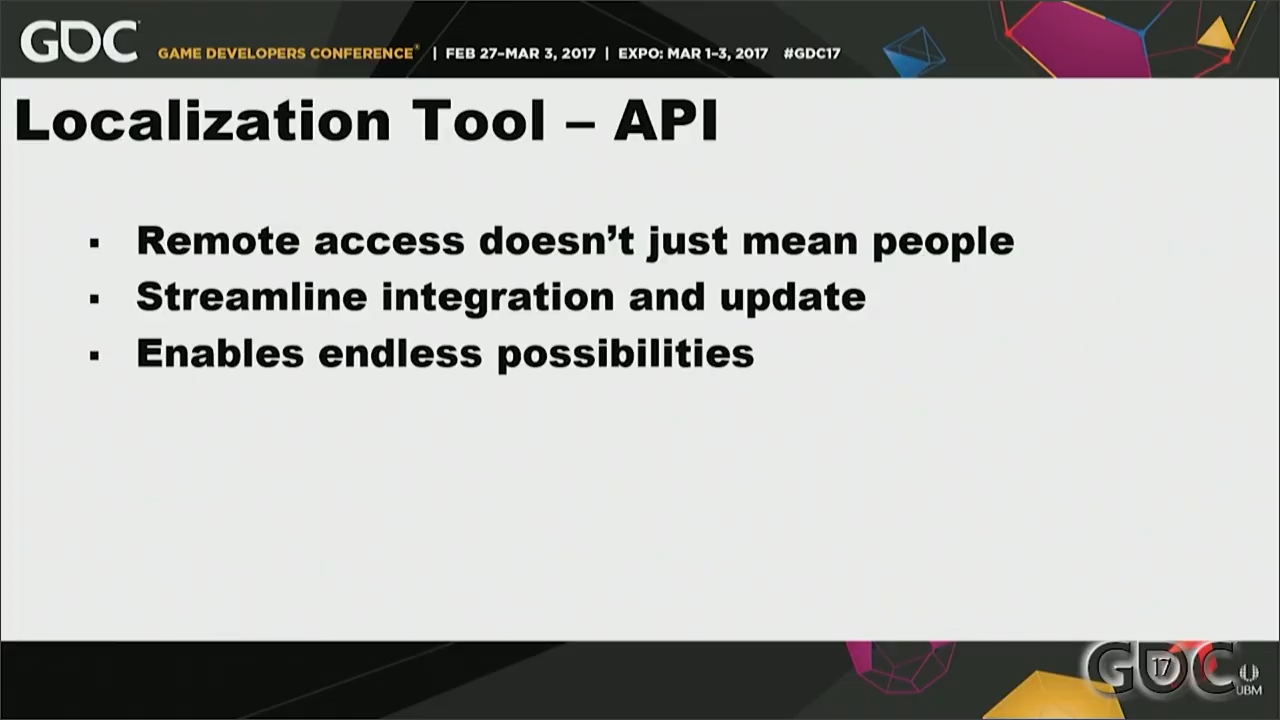 GDC GAME DEVELOPERS CONFERENCE® | FEB 27–MAR 3, 2017 | EXPO: MAR 1–3, 2017 #GDC17
Localization Tool – API
▪ Remote access doesn’t just mean people
▪ Streamline integration and update
▪ Enables endless possibilities
GDC 17
UBM